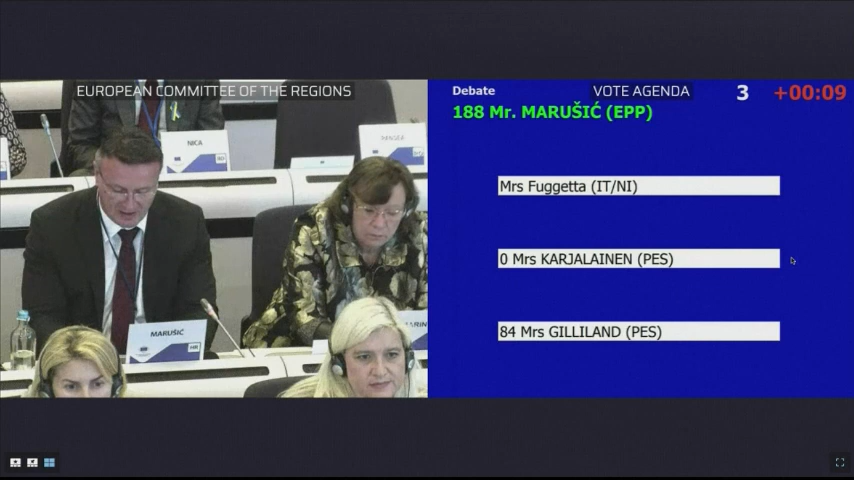 EUROPEAN COMMITTEE OF THE REGIONS
NICA
MARUŠIĆ
HR
Debate
VOTE AGENDA
3
+00:09
188 Mr. MARUŠIĆ (EPP)
Mrs Fuggetta (IT/NI)
0 Mrs KARJALAINEN (PES)
84 Mrs GILLILAND (PES)